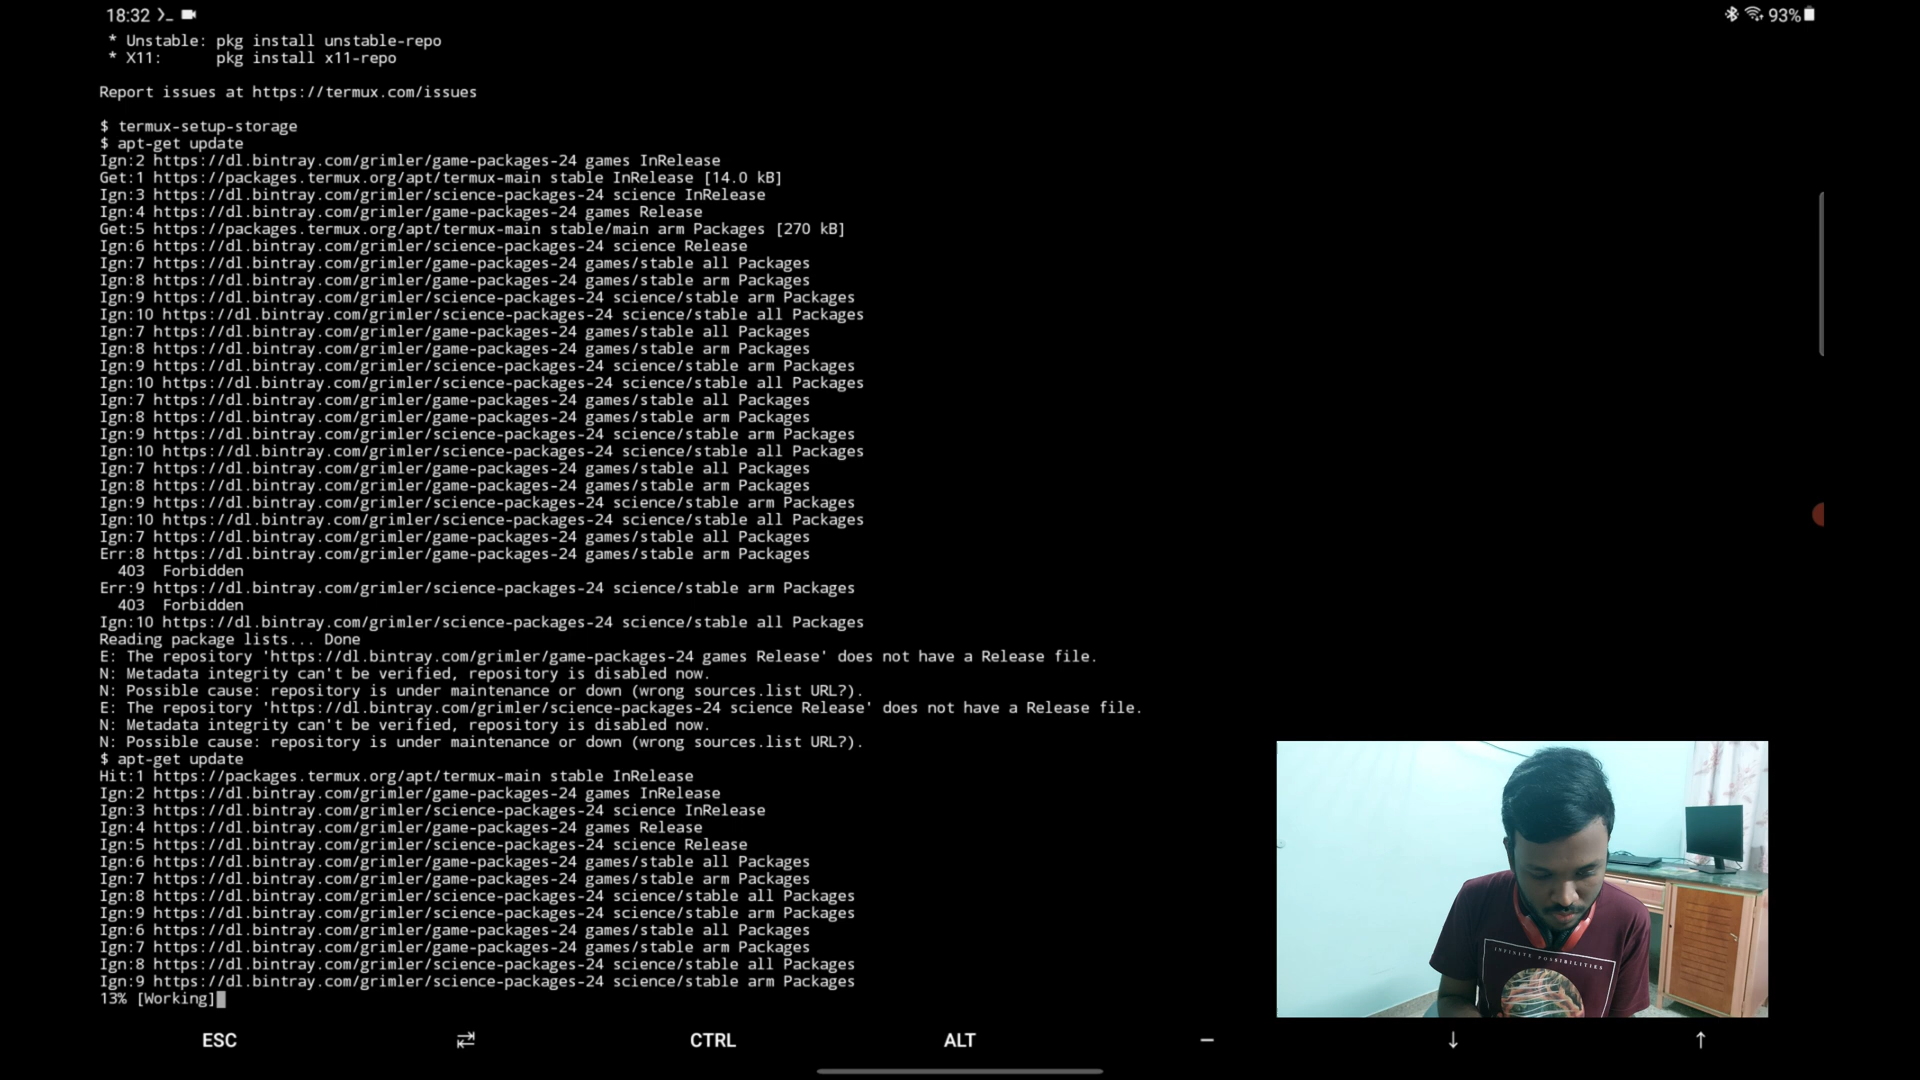 18:32
93%
* Unstable: pkg install unstable-repo
* X11:      pkg install x11-repo
Report issues at https://termux.com/issues
$ termux-setup-storage
$ apt-get update
Ign:2 https://dl.bintray.com/grimler/game-packages-24 games InRelease
Get:1 https://packages.termux.org/apt/termux-main stable InRelease [14.0 kB]
Ign:3 https://dl.bintray.com/grimler/science-packages-24 science InRelease
Ign:4 https://dl.bintray.com/grimler/game-packages-24 games Release
Get:5 https://packages.termux.org/apt/termux-main stable/main arm Packages [270 kB]
Ign:6 https://dl.bintray.com/grimler/science-packages-24 science Release
Ign:7 https://dl.bintray.com/grimler/game-packages-24 games/stable all Packages
Ign:8 https://dl.bintray.com/grimler/game-packages-24 games/stable arm Packages
Ign:9 https://dl.bintray.com/grimler/science-packages-24 science/stable arm Packages
Ign:10 https://dl.bintray.com/grimler/science-packages-24 science/stable all Packages
Ign:7 https://dl.bintray.com/grimler/game-packages-24 games/stable all Packages
Ign:8 https://dl.bintray.com/grimler/game-packages-24 games/stable arm Packages
Ign:9 https://dl.bintray.com/grimler/science-packages-24 science/stable arm Packages
Ign:10 https://dl.bintray.com/grimler/science-packages-24 science/stable all Packages
Ign:7 https://dl.bintray.com/grimler/game-packages-24 games/stable all Packages
Ign:8 https://dl.bintray.com/grimler/game-packages-24 games/stable arm Packages
Ign:9 https://dl.bintray.com/grimler/science-packages-24 science/stable arm Packages
Ign:10 https://dl.bintray.com/grimler/science-packages-24 science/stable all Packages
Ign:7 https://dl.bintray.com/grimler/game-packages-24 games/stable all Packages
Ign:8 https://dl.bintray.com/grimler/game-packages-24 games/stable arm Packages
Ign:9 https://dl.bintray.com/grimler/science-packages-24 science/stable arm Packages
Ign:10 https://dl.bintray.com/grimler/science-packages-24 science/stable all Packages
Ign:7 https://dl.bintray.com/grimler/game-packages-24 games/stable all Packages
Err:8 https://dl.bintray.com/grimler/game-packages-24 games/stable arm Packages
403  Forbidden
Err:9 https://dl.bintray.com/grimler/science-packages-24 science/stable arm Packages
403  Forbidden
Ign:10 https://dl.bintray.com/grimler/science-packages-24 science/stable all Packages
Reading package lists... Done
E: The repository 'https://dl.bintray.com/grimler/game-packages-24 games Release' does not have a Release file.
N: Metadata integrity can't be verified, repository is disabled now.
N: Possible cause: repository is under maintenance or down (wrong sources.list URL?).
E: The repository 'https://dl.bintray.com/grimler/science-packages-24 science Release' does not have a Release file.
N: Metadata integrity can't be verified, repository is disabled now.
N: Possible cause: repository is under maintenance or down (wrong sources.list URL?).
$ apt-get update
Hit:1 https://packages.termux.org/apt/termux-main stable InRelease
Ign:2 https://dl.bintray.com/grimler/game-packages-24 games InRelease
Ign:3 https://dl.bintray.com/grimler/science-packages-24 science InRelease
Ign:4 https://dl.bintray.com/grimler/game-packages-24 games Release
Ign:5 https://dl.bintray.com/grimler/science-packages-24 science Release
Ign:6 https://dl.bintray.com/grimler/game-packages-24 games/stable all Packages
Ign:7 https://dl.bintray.com/grimler/game-packages-24 games/stable arm Packages
Ign:8 https://dl.bintray.com/grimler/science-packages-24 science/stable all Packages
Ign:9 https://dl.bintray.com/grimler/science-packages-24 science/stable arm Packages
Ign:6 https://dl.bintray.com/grimler/game-packages-24 games/stable all Packages
Ign:7 https://dl.bintray.com/grimler/game-packages-24 games/stable arm Packages
Ign:8 https://dl.bintray.com/grimler/science-packages-24 science/stable all Packages
Ign:9 https://dl.bintray.com/grimler/science-packages-24 science/stable arm Packages
13% [Working]
INFINITE POSSIBILITIES
ESC ⇄ CTRL ALT − ↓ ↑